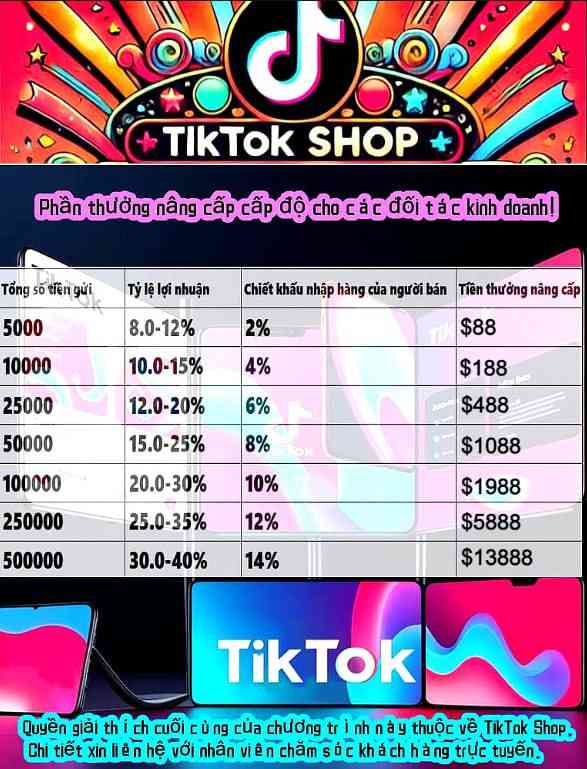 TikTok SHOP
Phần thưởng nâng cấp cấp độ cho các đối tác kinh doanh!
TikTok
Tổng số tiền gửi Tỷ lệ lợi nhuận Chiết khấu nhập hàng của người bán Tiền thưởng nâng cấp
5000 8.0-12% 2% $88
10000 10.0-15% 4% $188
25000 12.0-20% 6% $488
50000 15.0-25% 8% $1088
100000 20.0-30% 10% $1988
250000 25.0-35% 12% $5888
500000 30.0-40% 14% $13888
TikTok
Quyền giải thích cuối cùng của chương trình này thuộc về TikTok Shop.
Chi tiết xin liên hệ với nhân viên chăm sóc khách hàng trực tuyến.